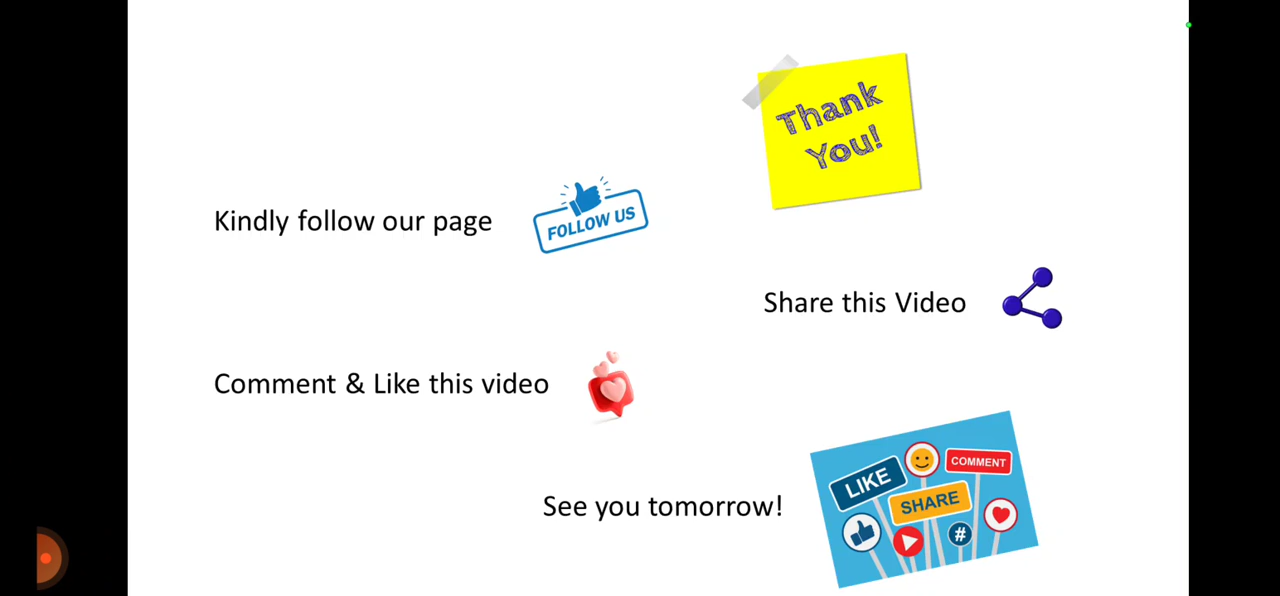 Thank
You!
Kindly follow our page
FOLLOW US
Share this Video
Comment & Like this video
See you tomorrow!
LIKE
COMMENT
SHARE
#